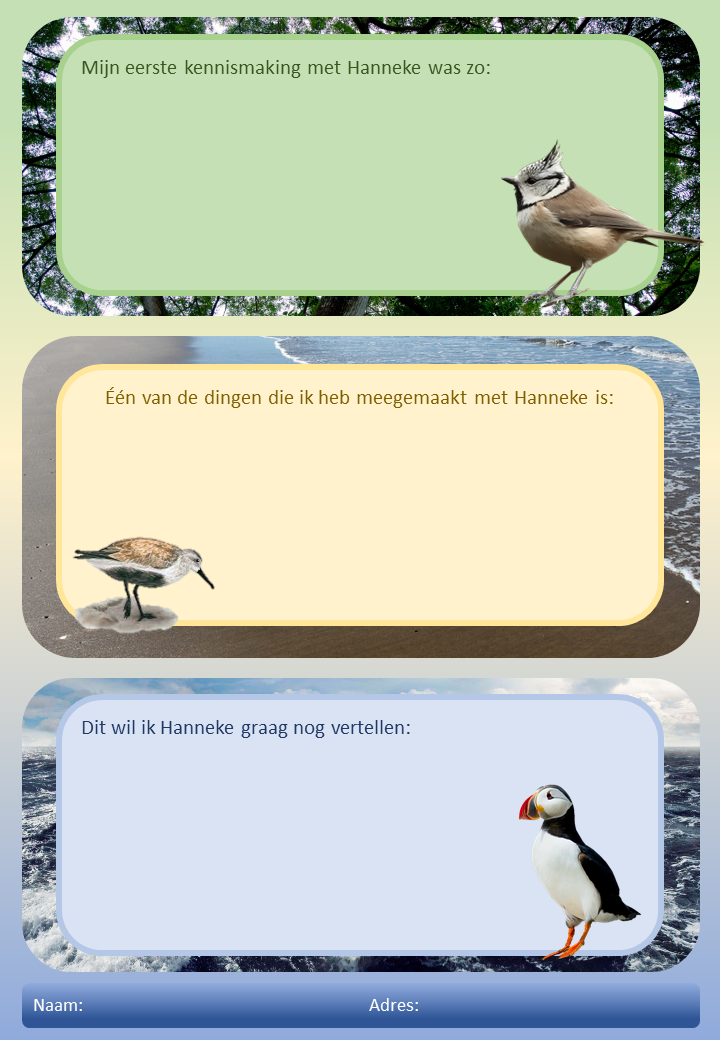 Mijn eerste kennismaking met Hanneke was zo:
Één van de dingen die ik heb meegemaakt met Hanneke is:
Dit wil ik Hanneke graag nog vertellen:
Naam:
Adres: